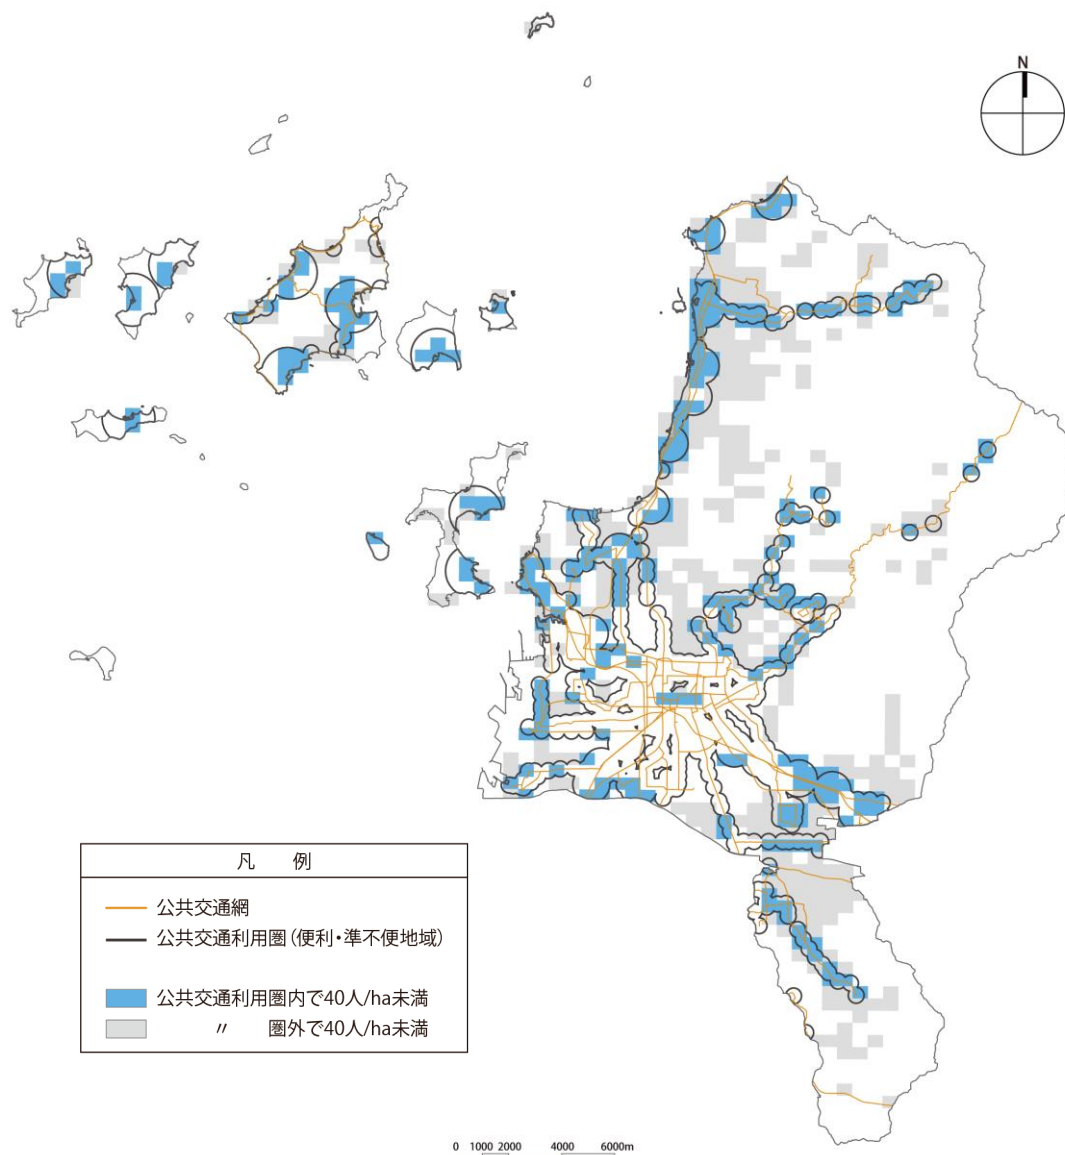 N
凡 例
公共交通網
公共交通利用圏(便利・準不便地域)
公共交通利用圏内で40人/ha未満
〃 圏外で40人/ha未満
0 1000 2000 4000 6000m